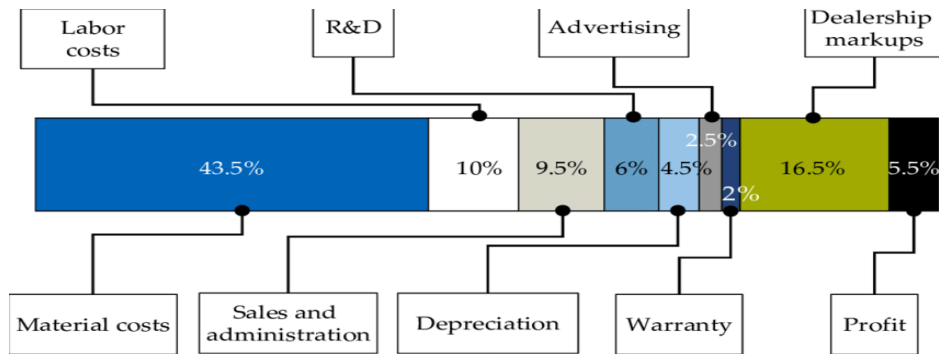 Labor
costs
R&D
Advertising
Dealership
markups
43.5%
10%
9.5%
6%
4.5%
2.5%
2%
16.5%
5.5%
Material costs
Sales and
administration
Depreciation
Warranty
Profit